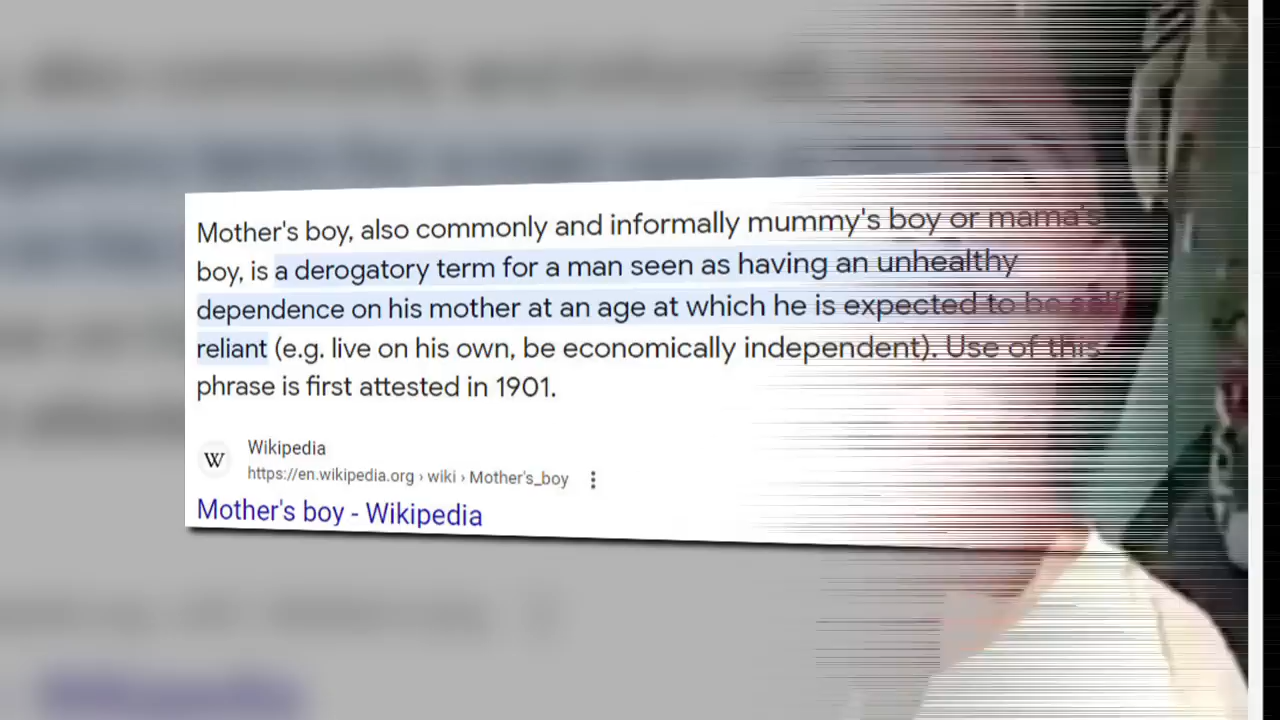 Mother's boy, also commonly and informally mummy's boy or mama's
boy, is a derogatory term for a man seen as having an unhealthy
dependence on his mother at an age at which he is expected to be self
reliant (e.g. live on his own, be economically independent). Use of this
phrase is first attested in 1901.
W
Wikipedia
https://en.wikipedia.org › wiki › Mother's_boy
Mother's boy - Wikipedia